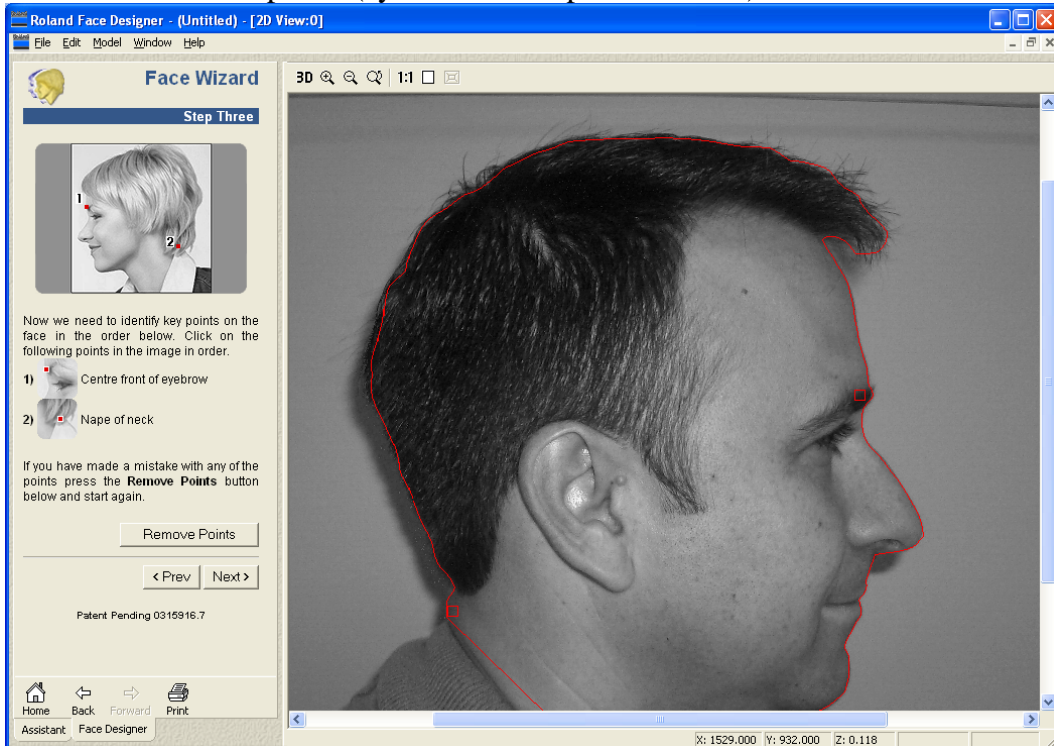 Roland Face Designer - (Untitled) - [2D View:0]
File Edit Model Window Help
Face Wizard
3D 1:1
Step Three
1
2
Now we need to identify key points on the
face in the order below. Click on the
following points in the image in order.
1) Centre front of eyebrow
2) Nape of neck
If you have made a mistake with any of the
points press the Remove Points button
below and start again.
Remove Points
< Prev Next >
Patent Pending 0315916.7
Home Back Forward Print
Assistant Face Designer
X: 1529.000 Y: 932.000 Z: 0.118